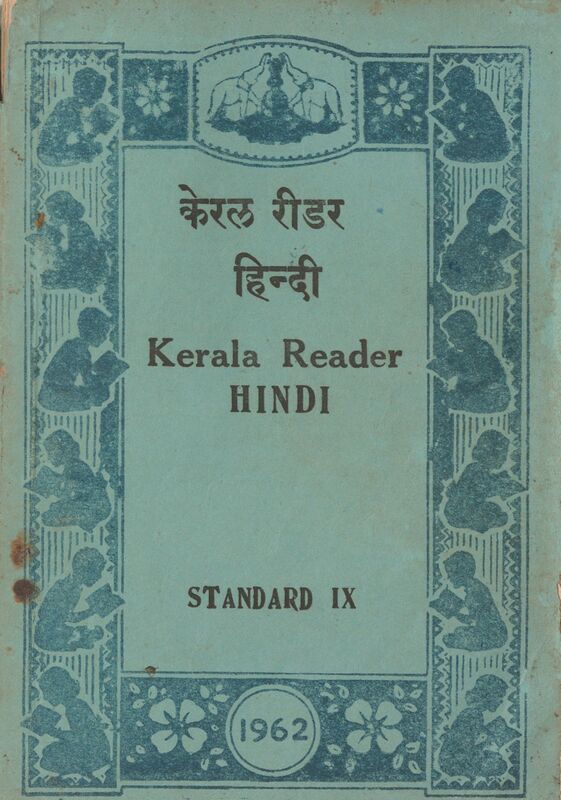 केरल रीडर
हिन्दी
Kerala Reader
HINDI
STANDARD IX
1962